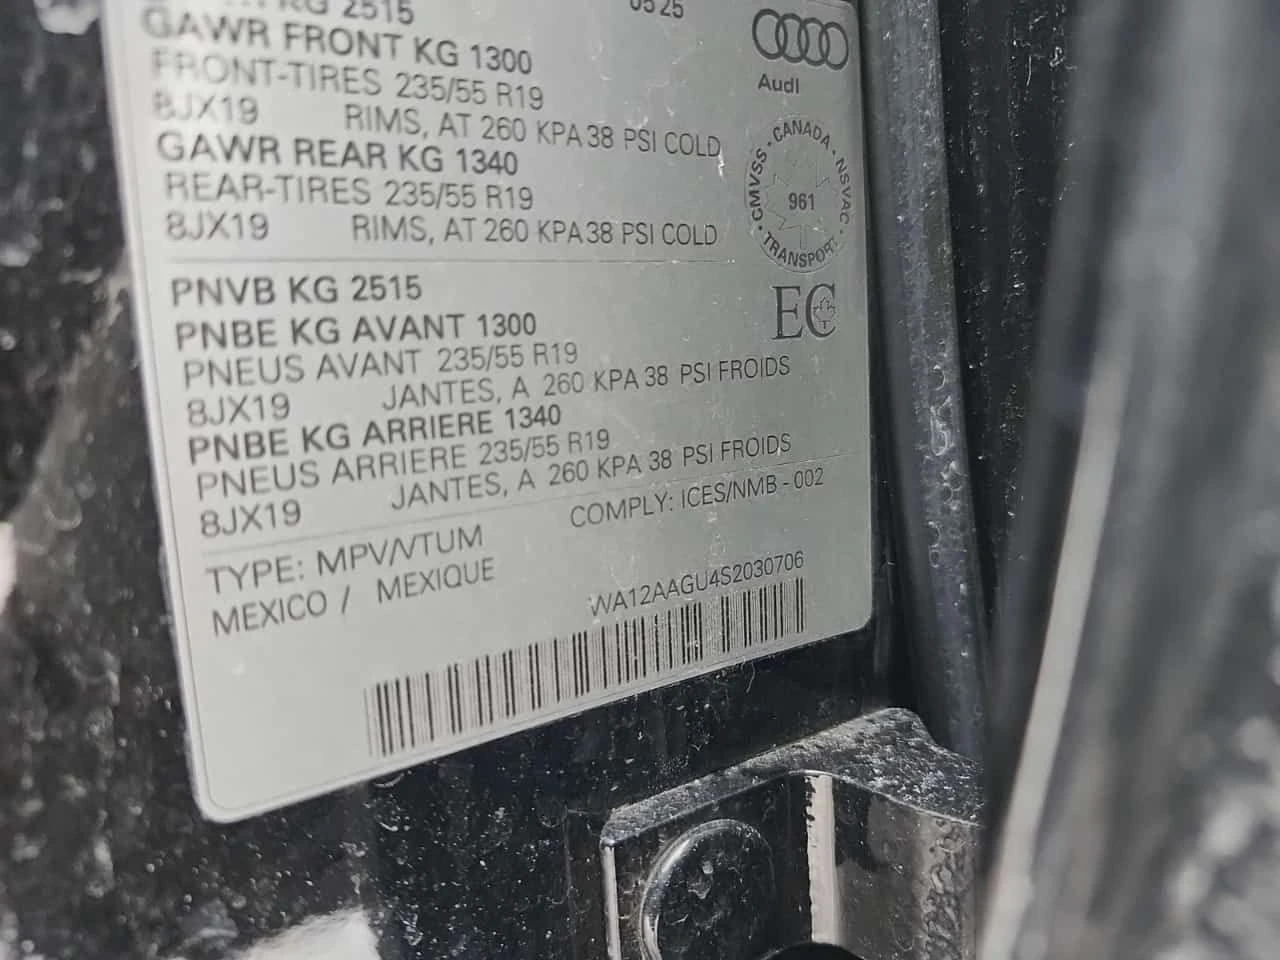 KG 2515
05 25
GAWR FRONT KG 1300
FRONT-TIRES 235/55 R19
8JX19 RIMS, AT 260 KPA 38 PSI COLD
GAWR REAR KG 1340
REAR-TIRES 235/55 R19
8JX19 RIMS, AT 260 KPA 38 PSI COLD
Audi
CANADA · NSVAC · TRANSPORT · CMVSS ·
961
EC
PNVB KG 2515
PNBE KG AVANT 1300
PNEUS AVANT 235/55 R19
8JX19 JANTES, A 260 KPA 38 PSI FROIDS
PNBE KG ARRIERE 1340
PNEUS ARRIERE 235/55 R19
8JX19 JANTES, A 260 KPA 38 PSI FROIDS
TYPE: MPV/VTUM COMPLY: ICES/NMB - 002
MEXICO / MEXIQUE
WA12AAGU4S2030706